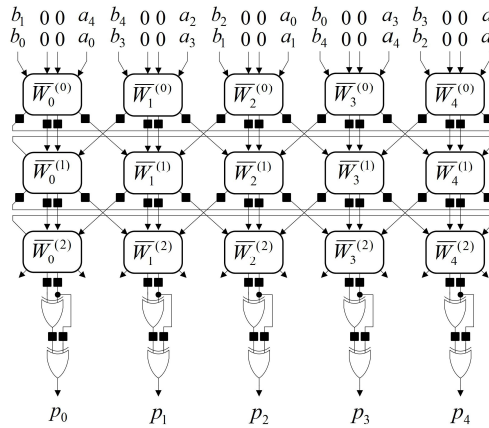 b₁ 0 0 a₄ b₄ 0 0 a₂ b₂ 0 0 a₀ b₀ 0 0 a₃ b₃ 0 0 a₁
b₀ 0 0 a₀ b₃ 0 0 a₃ b₁ 0 0 a₁ b₄ 0 0 a₄ b₂ 0 0
W̅₀⁽⁰⁾ W̅₁⁽⁰⁾ W̅₂⁽⁰⁾ W̅₃⁽⁰⁾ W̅₄⁽⁰⁾
W̅₀⁽¹⁾ W̅₁⁽¹⁾ W̅₂⁽¹⁾ W̅₃⁽¹⁾ W̅₄⁽¹⁾
W̅₀⁽²⁾ W̅₁⁽²⁾ W̅₂⁽²⁾ W̅₃⁽²⁾ W̅₄⁽²⁾
p₀ p₁ p₂ p₃ p₄